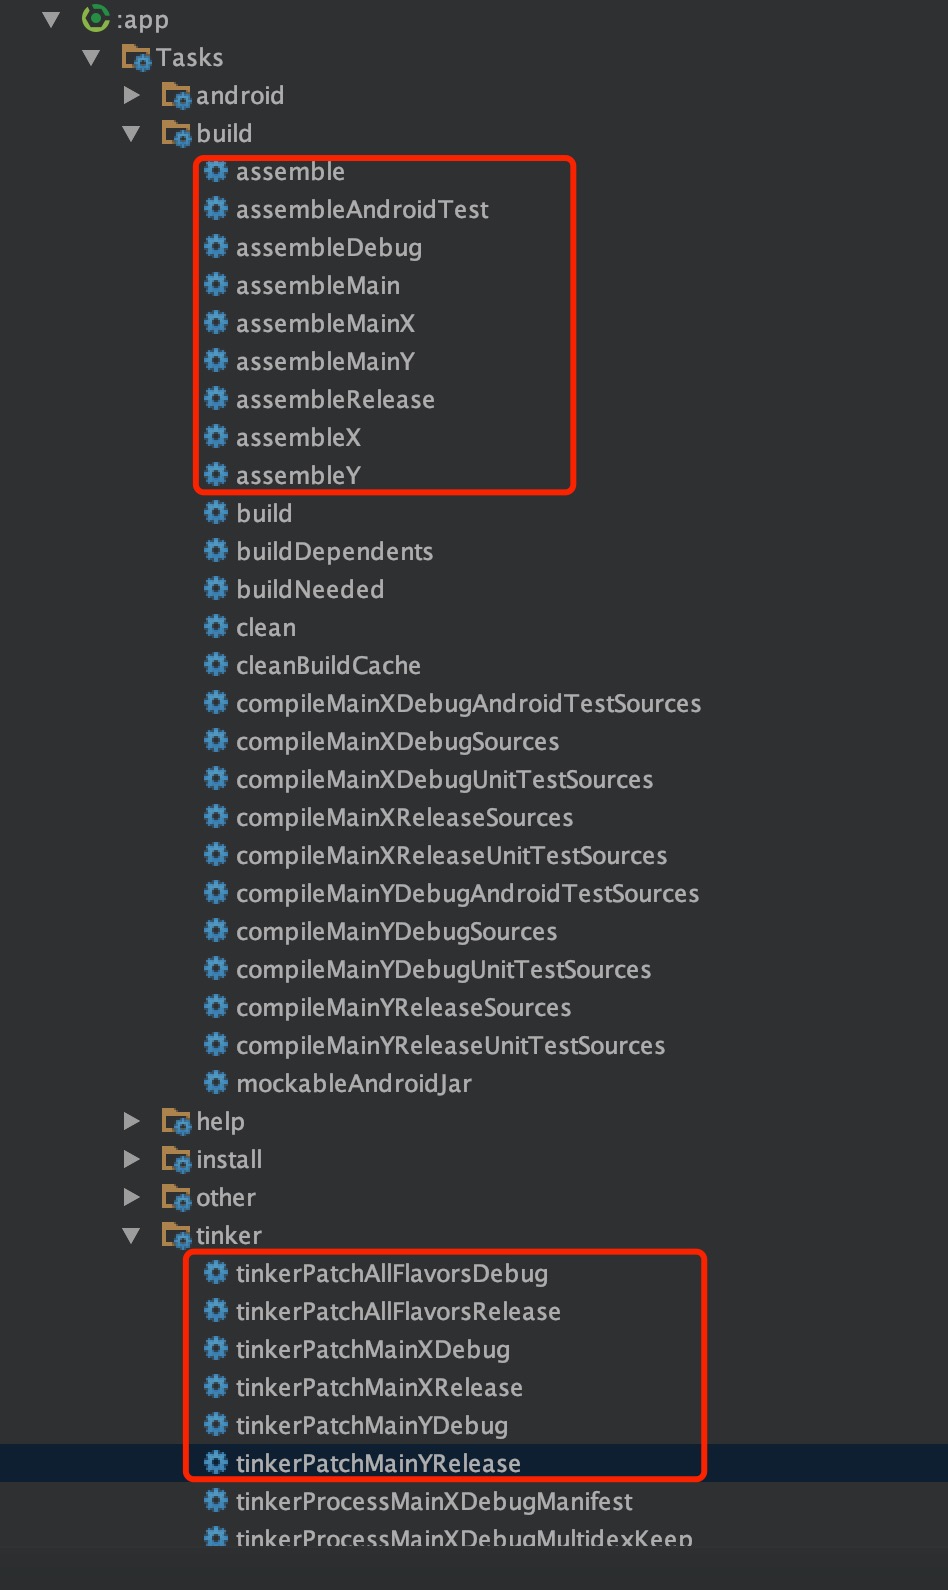 :app
Tasks
android
build
assemble
assembleAndroidTest
assembleDebug
assembleMain
assembleMainX
assembleMainY
assembleRelease
assembleX
assembleY
build
buildDependents
buildNeeded
clean
cleanBuildCache
compileMainXDebugAndroidTestSources
compileMainXDebugSources
compileMainXDebugUnitTestSources
compileMainXReleaseSources
compileMainXReleaseUnitTestSources
compileMainYDebugAndroidTestSources
compileMainYDebugSources
compileMainYDebugUnitTestSources
compileMainYReleaseSources
compileMainYReleaseUnitTestSources
mockableAndroidJar
help
install
other
tinker
tinkerPatchAllFlavorsDebug
tinkerPatchAllFlavorsRelease
tinkerPatchMainXDebug
tinkerPatchMainXRelease
tinkerPatchMainYDebug
tinkerPatchMainYRelease
tinkerProcessMainXDebugManifest
tinkerProcessMainXDebugMultidexKeep